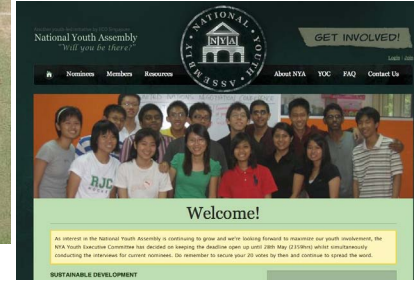 National Youth Assembly
"Will you be there?"
NATIONAL YOUTH ASSEMBLY
NYA
GET INVOLVED!
Login
Nominees Members Resources About NYA YOC FAQ Contact Us
RJC
Welcome!
As interest in the National Youth Assembly is continuing to grow and we're looking forward to maximize our youth involvement, the
NYA Youth Executive Committee has decided on keeping the deadline open up until 28th May (2359hrs) whilst simultaneously
conducting the interviews for current nominees. Do remember to secure your 20 votes by then and continue to spread the word.
SUSTAINABLE DEVELOPMENT